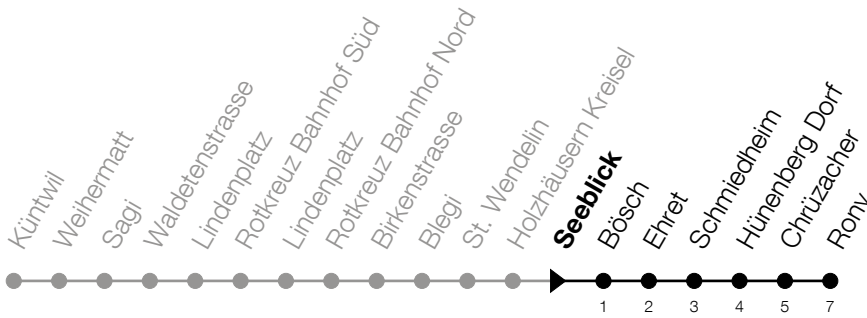 Küntwil
Weihermatt
Sagi
Waldetenstrasse
Lindenplatz
Rotkreuz Bahnhof Süd
Lindenplatz
Rotkreuz Bahnhof Nord
Birkenstrasse
Blegi
St. Wendelin
Holzhäusern Kreisel
Seeblick
Bösch
Ehret
Schmiedheim
Hünenberg Dorf
Chrüzacher
Rony
1 2 3 4 5 7